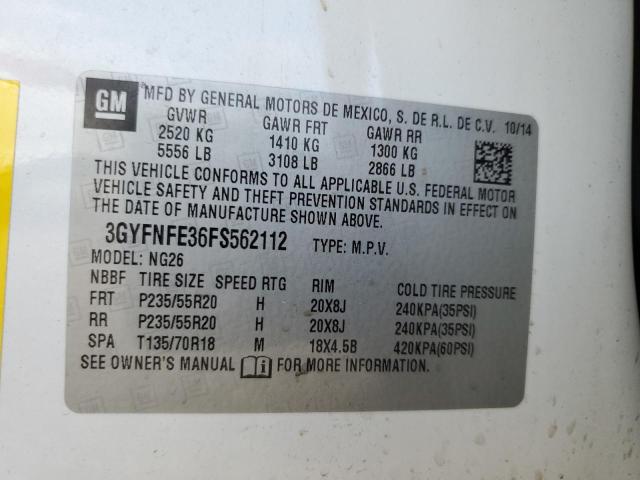 GM MFD BY GENERAL MOTORS DE MEXICO, S. DE R.L. DE C.V. 10/14
GVWR GAWR FRT GAWR RR
2520 KG 1410 KG 1300 KG
5556 LB 3108 LB 2866 LB
THIS VEHICLE CONFORMS TO ALL APPLICABLE U.S. FEDERAL MOTOR
VEHICLE SAFETY AND THEFT PREVENTION STANDARDS IN EFFECT ON
THE DATE OF MANUFACTURE SHOWN ABOVE.
3GYFNFE36FS562112 TYPE: M.P.V.
MODEL: NG26
NBBF TIRE SIZE SPEED RTG RIM COLD TIRE PRESSURE
FRT P235/55R20 H 20X8J 240KPA(35PSI)
RR P235/55R20 H 20X8J 240KPA(35PSI)
SPA T135/70R18 M 18X4.5B 420KPA(60PSI)
SEE OWNER'S MANUAL FOR MORE INFORMATION.